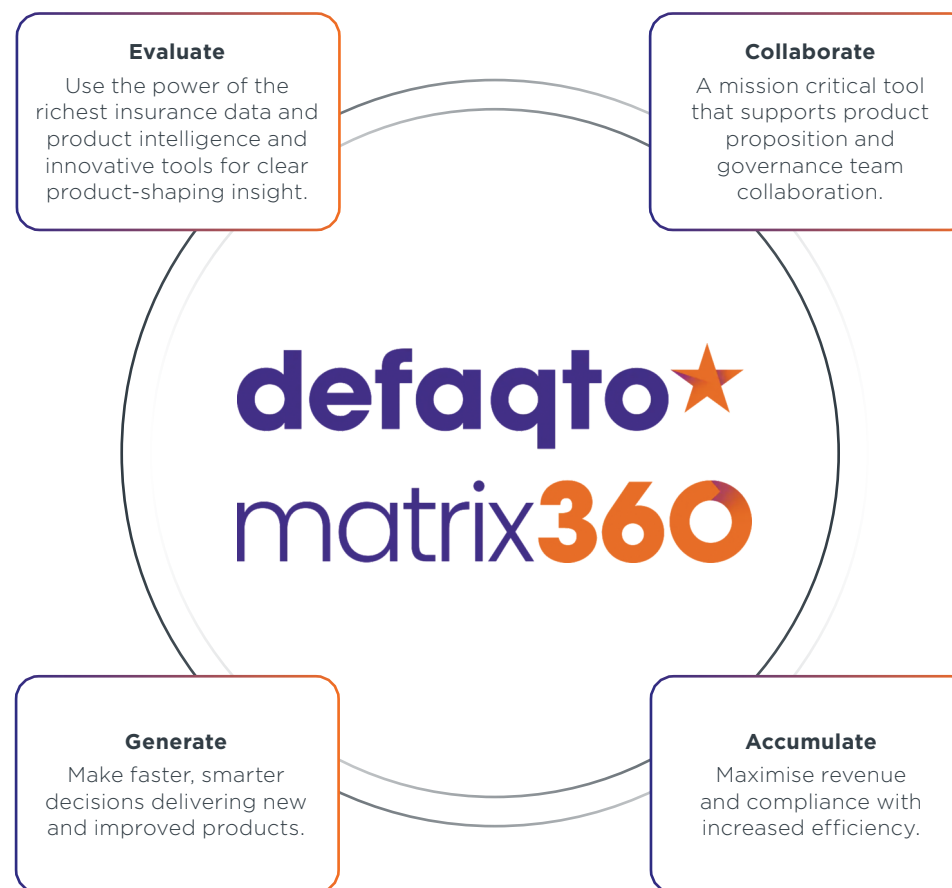 Evaluate
Use the power of the
richest insurance data and
product intelligence and
innovative tools for clear
product-shaping insight.
Collaborate
A mission critical tool
that supports product
proposition and
governance team
collaboration.
defaqto
matrix360
Generate
Make faster, smarter
decisions delivering new
and improved products.
Accumulate
Maximise revenue
and compliance with
increased efficiency.